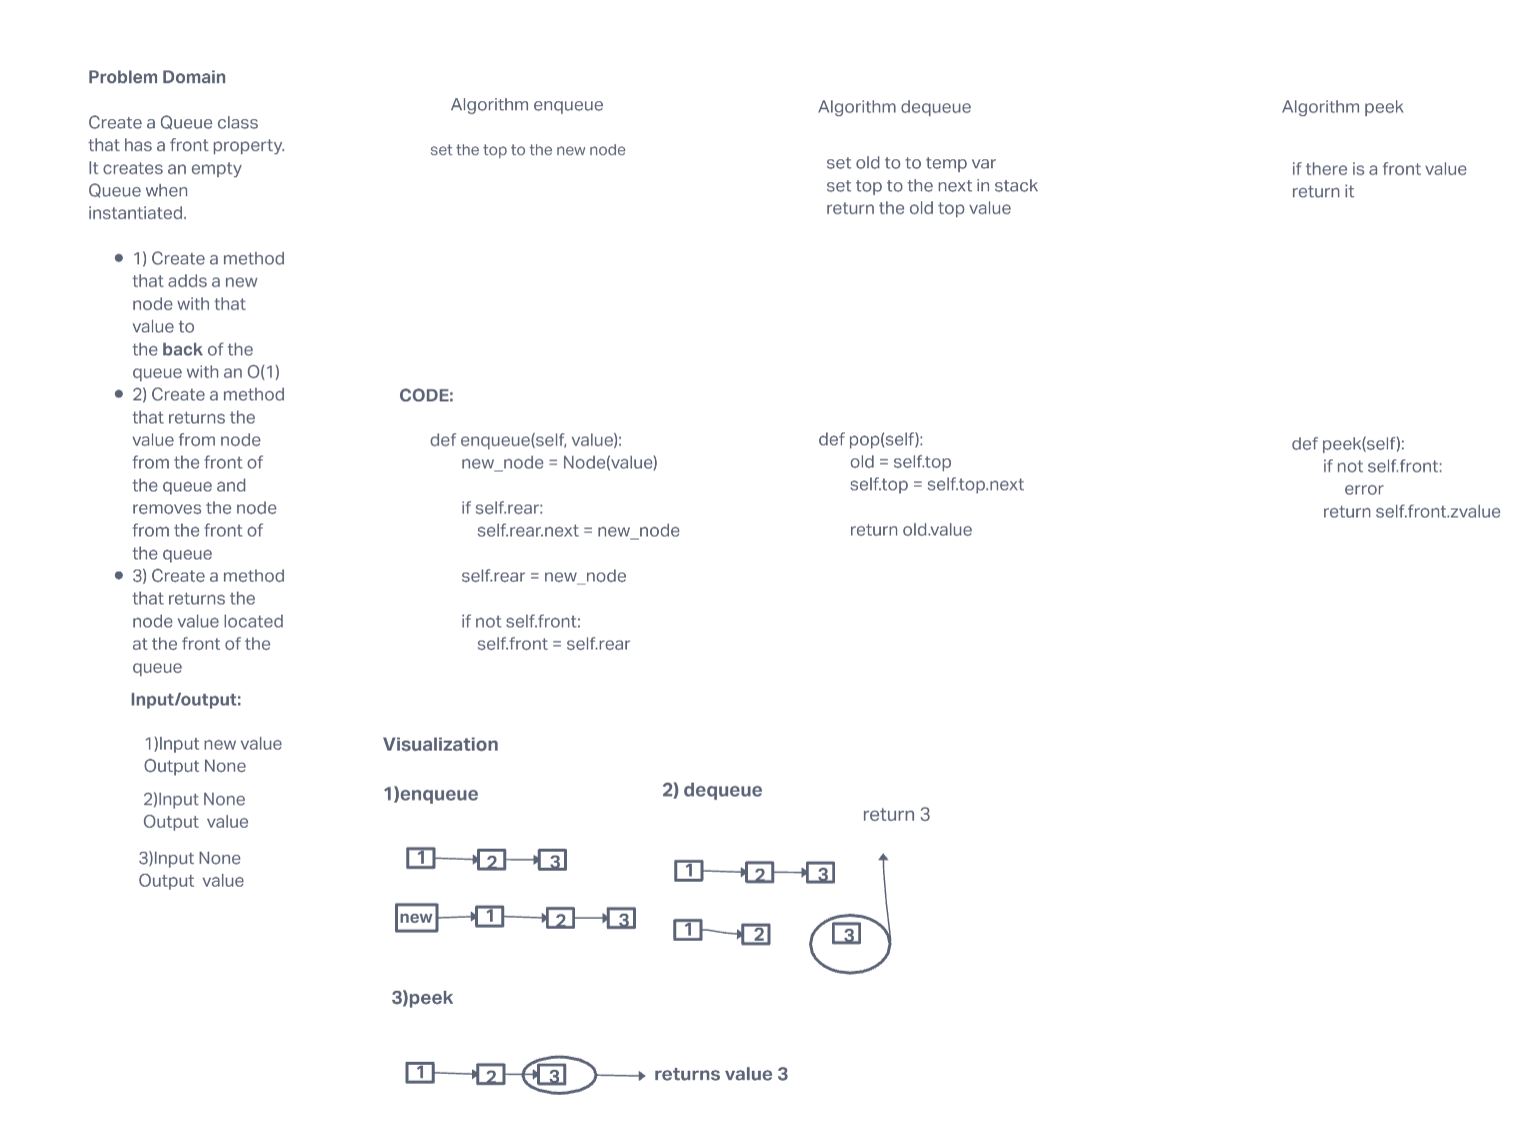 Problem Domain
Create a Queue class
that has a front property.
It creates an empty
Queue when
instantiated.
1) Create a method
that adds a new
node with that
value to
the back of the
queue with an O(1)
2) Create a method
that returns the
value from node
from the front of
the queue and
removes the node
from the front of
the queue
3) Create a method
that returns the
node value located
at the front of the
queue
Input/output:
1)Input new value
Output None
2)Input None
Output value
3)Input None
Output value
Algorithm enqueue
set the top to the new node
Algorithm dequeue
set old to to temp var
set top to the next in stack
return the old top value
Algorithm peek
if there is a front value
return it
CODE:
def enqueue(self, value):
new_node = Node(value)
if self.rear:
self.rear.next = new_node
self.rear = new_node
if not self.front:
self.front = self.rear
def pop(self):
old = self.top
self.top = self.top.next
return old.value
def peek(self):
if not self.front:
error
return self.front.zvalue
Visualization
1)enqueue
1 2 3
new 1 2 3
2) dequeue
return 3
1 2 3
1 2 3
3)peek
1 2 3 returns value 3